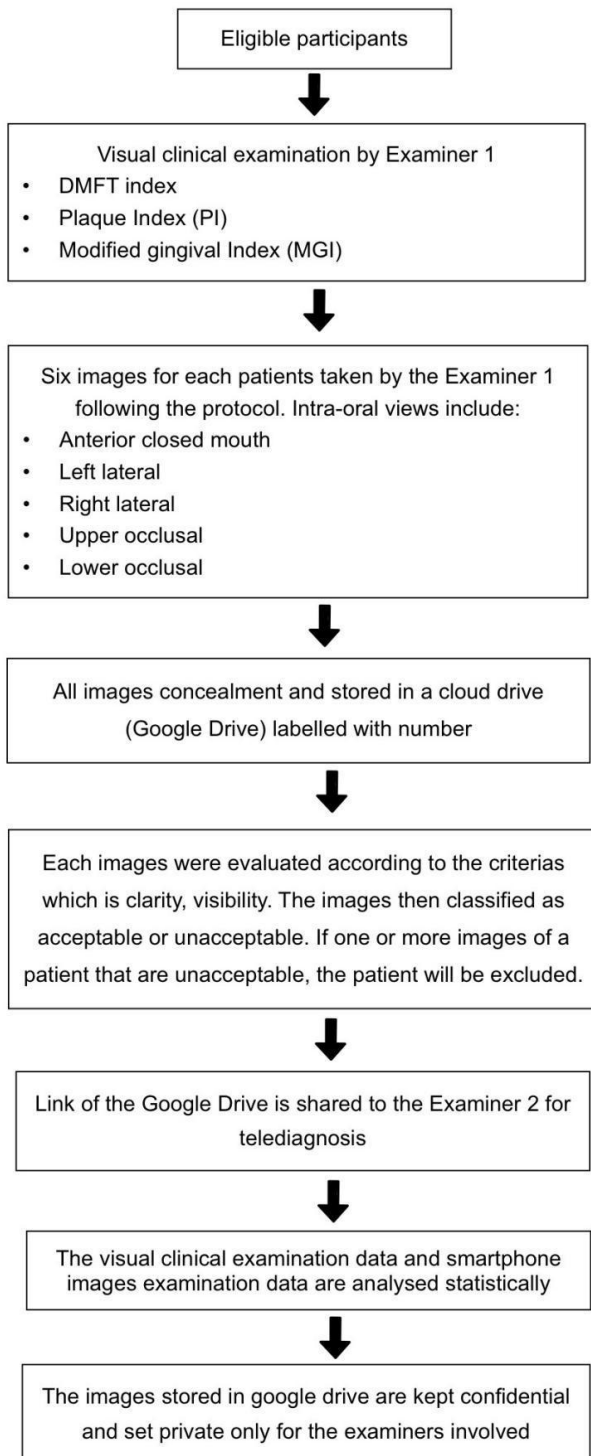 Eligible participants
Visual clinical examination by Examiner 1
• DMFT index
• Plaque Index (PI)
• Modified gingival Index (MGI)
Six images for each patients taken by the Examiner 1
following the protocol. Intra-oral views include:
• Anterior closed mouth
• Left lateral
• Right lateral
• Upper occlusal
• Lower occlusal
All images concealment and stored in a cloud drive
(Google Drive) labelled with number
Each images were evaluated according to the criterias
which is clarity, visibility. The images then classified as
acceptable or unacceptable. If one or more images of a
patient that are unacceptable, the patient will be excluded.
Link of the Google Drive is shared to the Examiner 2 for
telediagnosis
The visual clinical examination data and smartphone
images examination data are analysed statistically
The images stored in google drive are kept confidential
and set private only for the examiners involved